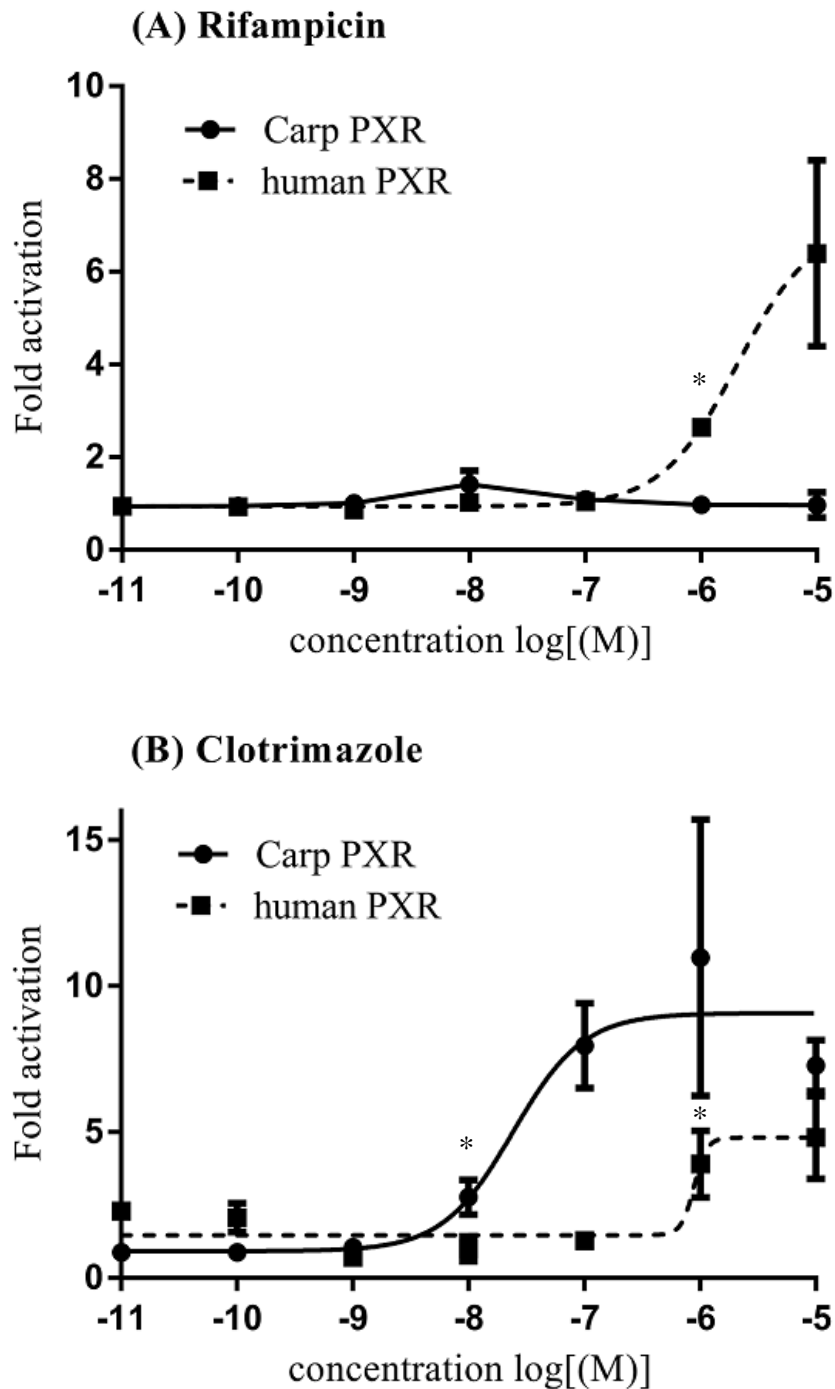 (A) Rifampicin
10
8
6
4
2
0
Fold activation
Carp PXR
human PXR
*
-11 -10 -9 -8 -7 -6 -5
concentration log[(M)]
(B) Clotrimazole
15
10
5
0
Fold activation
Carp PXR
human PXR
*
*
-11 -10 -9 -8 -7 -6 -5
concentration log[(M)]